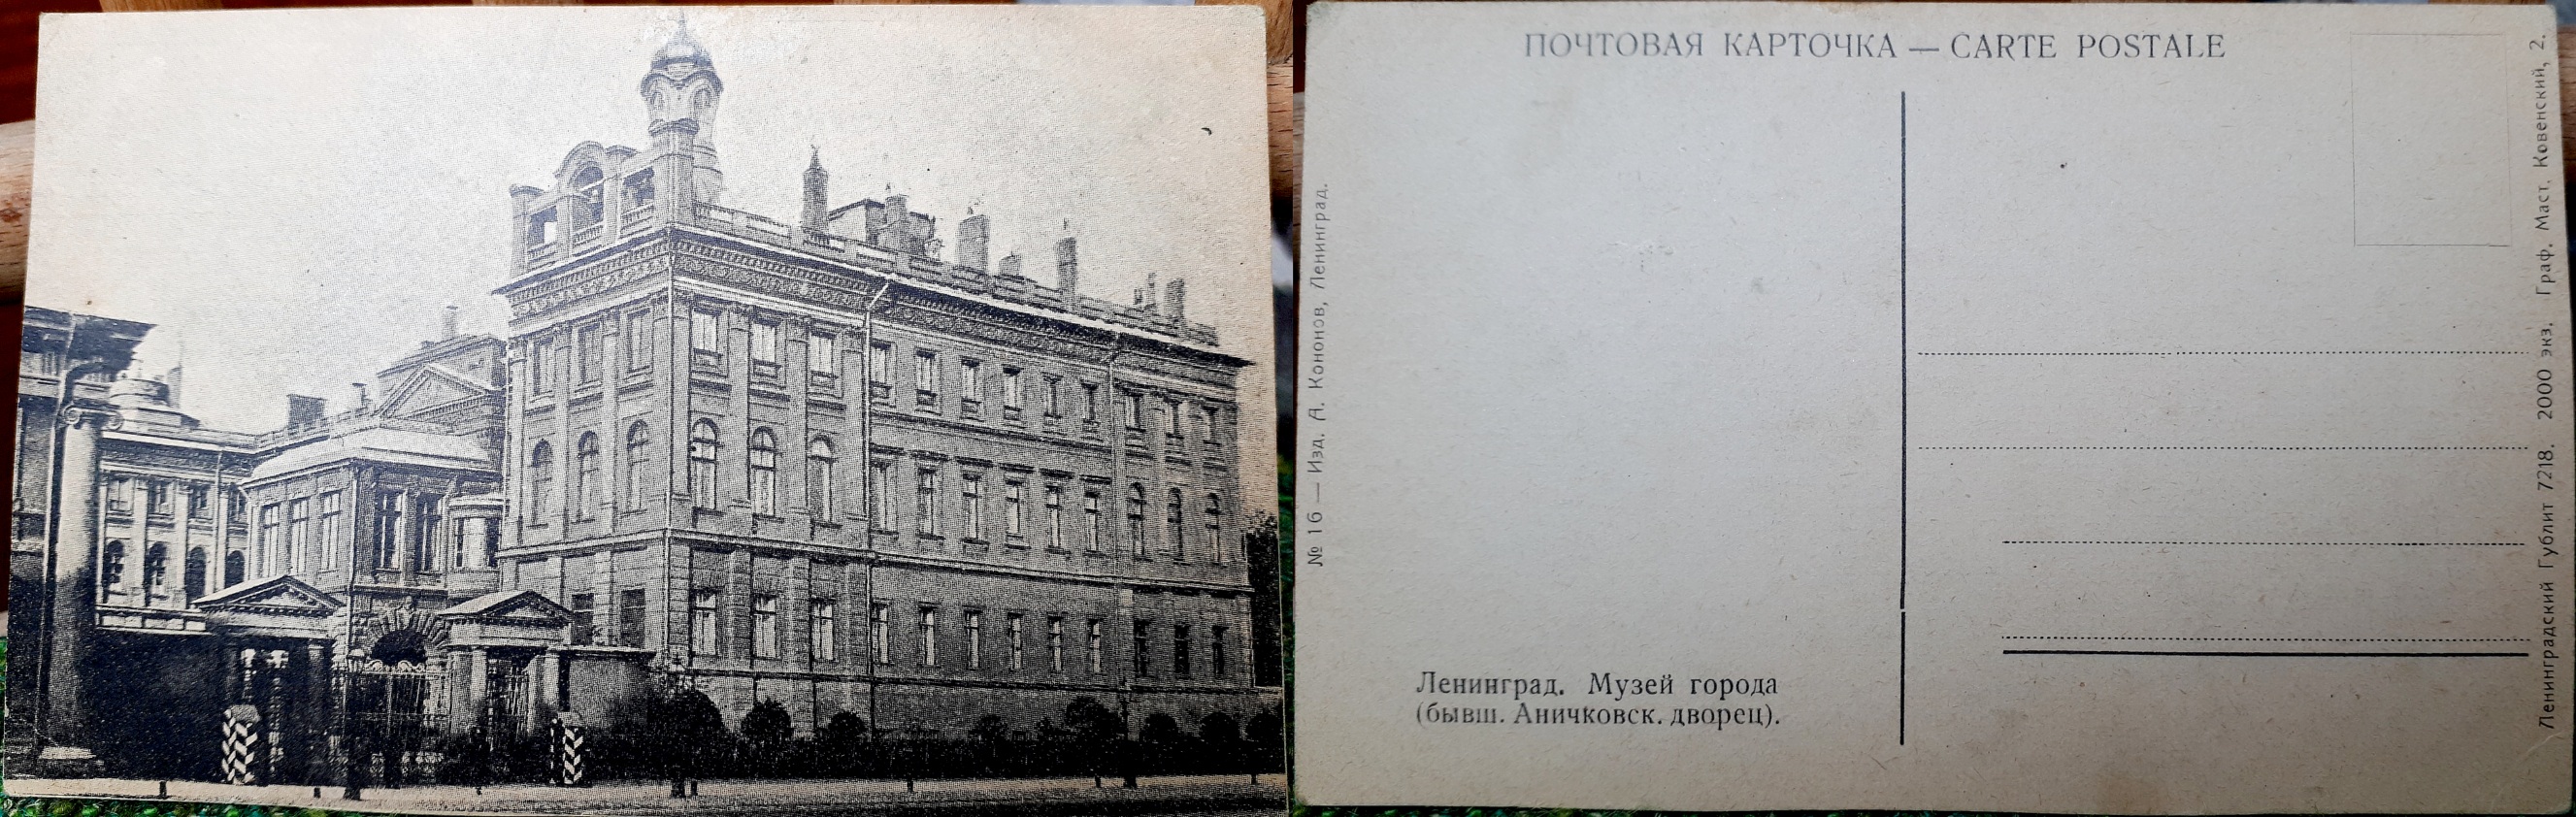 ПОЧТОВАЯ КАРТОЧКА — CARTE POSTALE
№ 16 — Изд. А. Кононов, Ленинград.
Ленинград. Музей города
(бывш. Аничковск. дворец).
Ленинградский Гублит 7218. 2000 экз. Граф. Маст. Ковенский, 2.